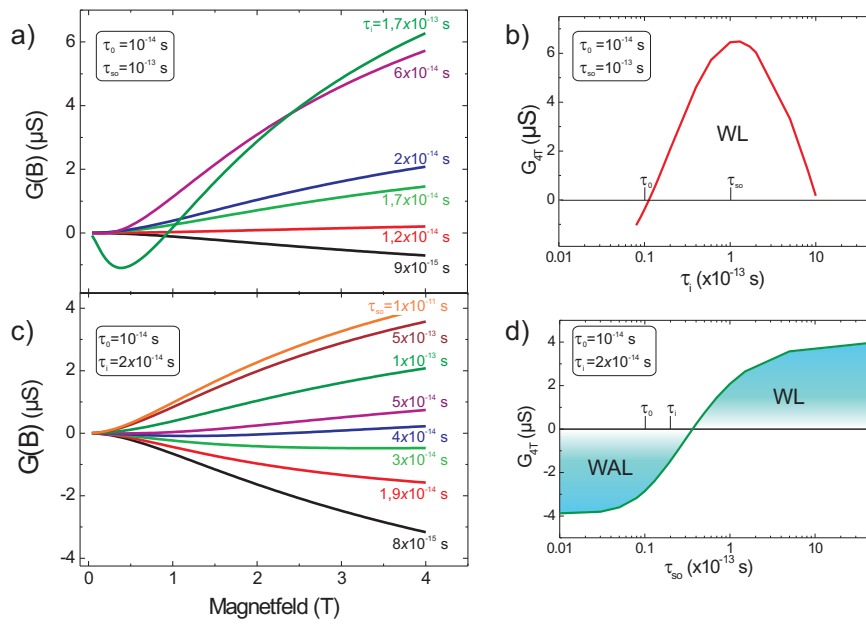 a)
G(B) (µS)
6
4
2
0
τ₀ =10⁻¹⁴ s
τₛₒ=10⁻¹³ s
τᵢ=1,7x10⁻¹³ s
6x10⁻¹⁴ s
2x10⁻¹⁴ s
1,7x10⁻¹⁴ s
1,2x10⁻¹⁴ s
9x10⁻¹⁵ s
b)
G₄T (µS)
6
4
2
0
τ₀ =10⁻¹⁴ s
τₛₒ=10⁻¹³ s
WL
τ₀
τₛₒ
0.01
0.1
1
10
τᵢ (x10⁻¹³ s)
c)
G(B) (µS)
4
2
0
-2
-4
τ₀=10⁻¹⁴ s
τᵢ=2x10⁻¹⁴ s
τₛₒ=1x10⁻¹¹ s
5x10⁻¹³ s
1x10⁻¹³ s
5x10⁻¹⁴ s
4x10⁻¹⁴ s
3x10⁻¹⁴ s
1,9x10⁻¹⁴ s
8x10⁻¹⁵ s
0
1
2
3
4
Magnetfeld (T)
d)
G₄T (µS)
4
2
0
-2
-4
τ₀=10⁻¹⁴ s
τᵢ=2x10⁻¹⁴ s
WL
τ₀
τᵢ
WAL
0.01
0.1
1
10
τₛₒ (x10⁻¹³ s)